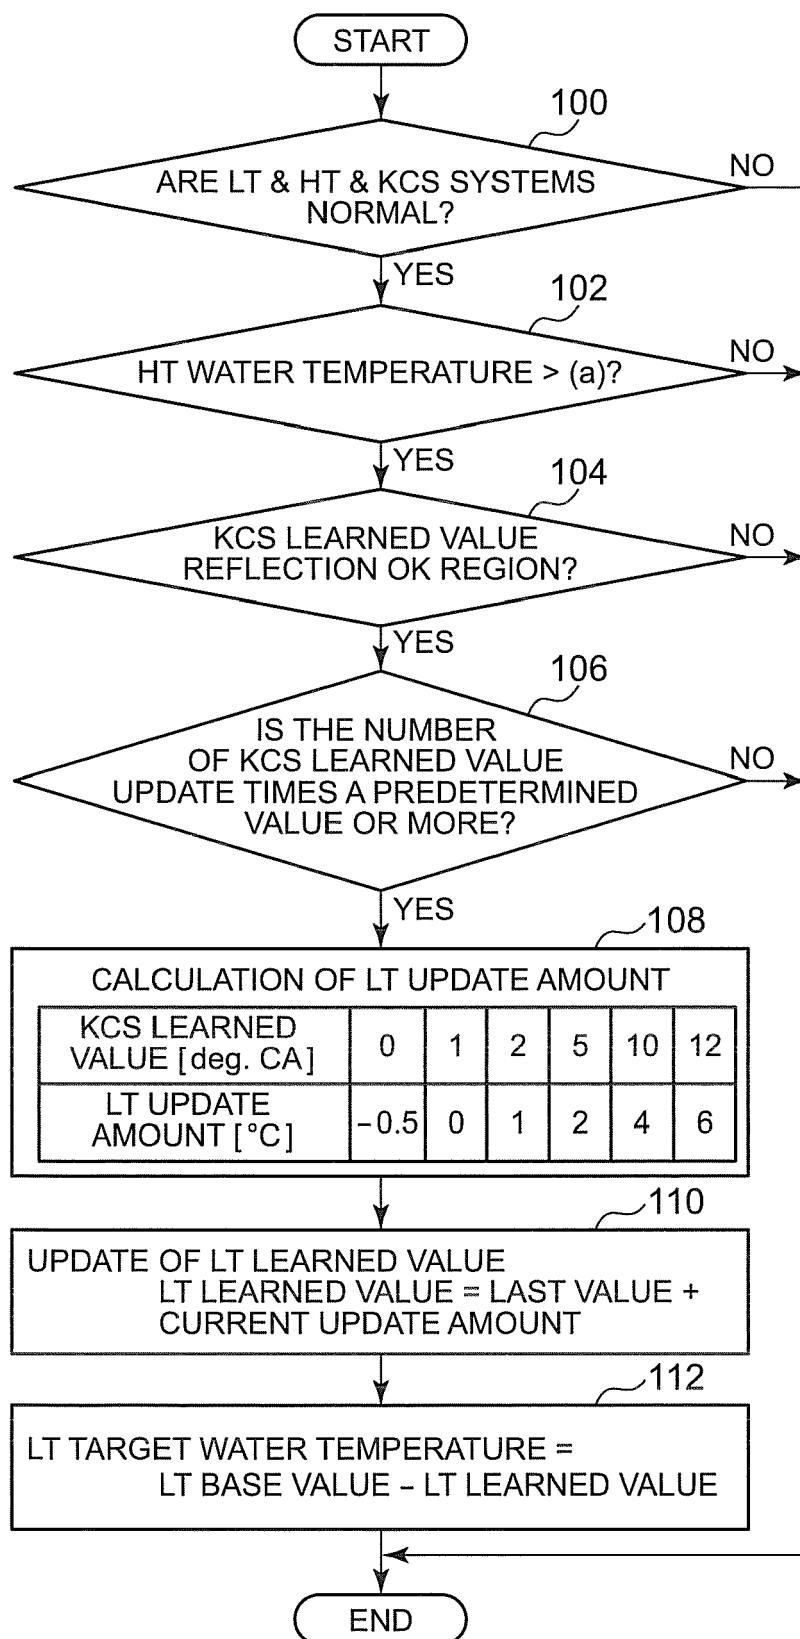 START
100
ARE LT & HT & KCS SYSTEMS
NORMAL?
NO
YES
102
HT WATER TEMPERATURE > (a)?
NO
YES
104
KCS LEARNED VALUE
REFLECTION OK REGION?
NO
YES
106
IS THE NUMBER
OF KCS LEARNED VALUE
UPDATE TIMES A PREDETERMINED
VALUE OR MORE?
NO
YES
108
CALCULATION OF LT UPDATE AMOUNT
KCS LEARNED
VALUE [deg. CA]
0 1 2 5 10 12
LT UPDATE
AMOUNT [°C]
-0.5 0 1 2 4 6
110
UPDATE OF LT LEARNED VALUE
LT LEARNED VALUE = LAST VALUE +
CURRENT UPDATE AMOUNT
112
LT TARGET WATER TEMPERATURE =
LT BASE VALUE – LT LEARNED VALUE
END